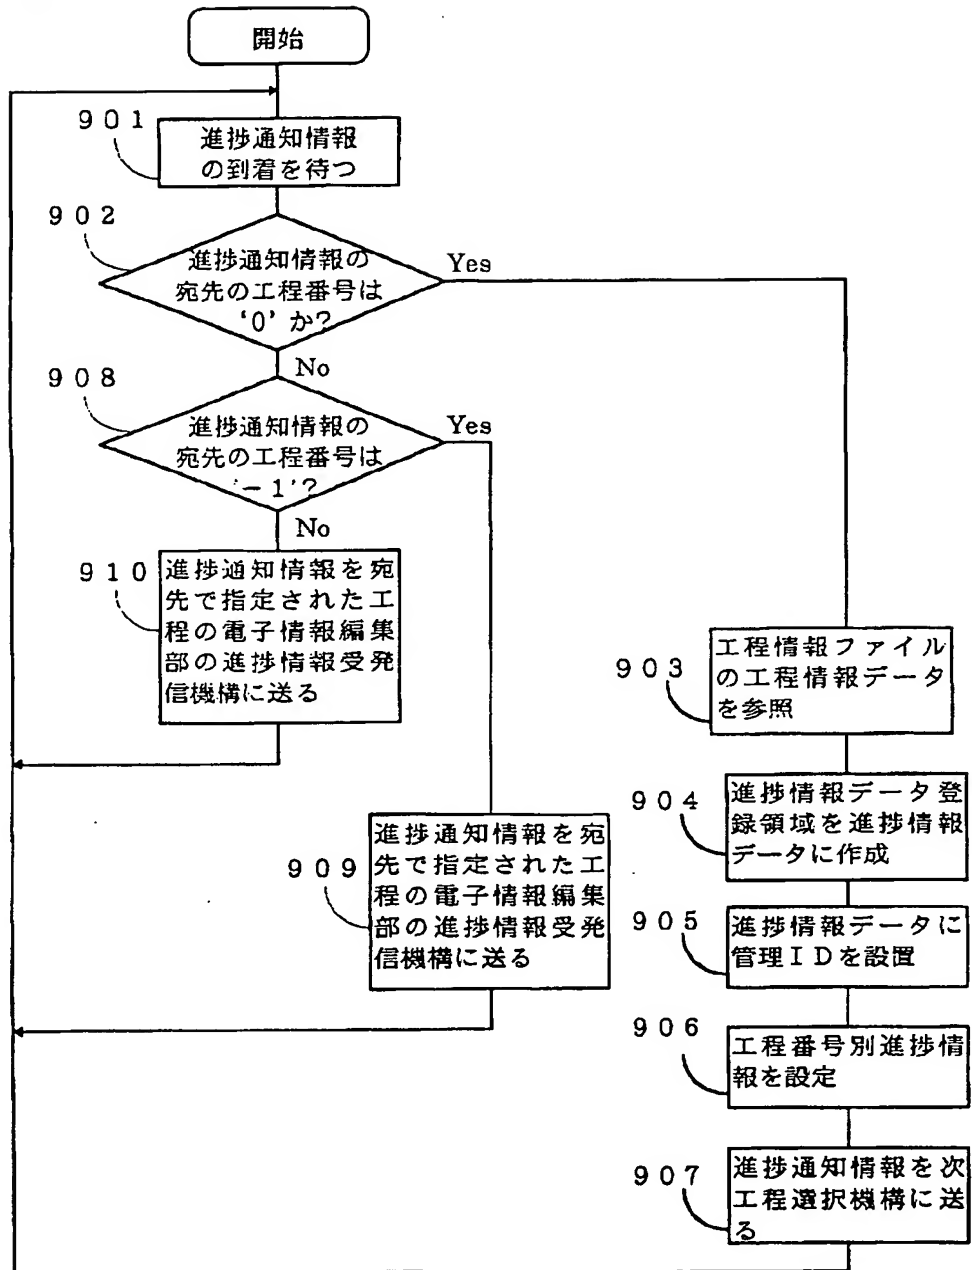 開始
901
進捗通知情報
の到着を待つ
902
進捗通知情報の
宛先の工程番号は
‘0’か?
Yes
No
908
進捗通知情報の
宛先の工程番号は
‘－1’?
Yes
No
910
進捗通知情報を宛
先で指定された工
程の電子情報編集
部の進捗情報受発
信機構に送る
903
工程情報ファイル
の工程情報データ
を参照
904
進捗情報データ登
録領域を進捗情報
データに作成
909
進捗通知情報を宛
先で指定された工
程の電子情報編集
部の進捗情報受発
信機構に送る
905
進捗情報データに
管理IDを設置
906
工程番号別進捗情
報を設定
907
進捗通知情報を次
工程選択機構に送
る